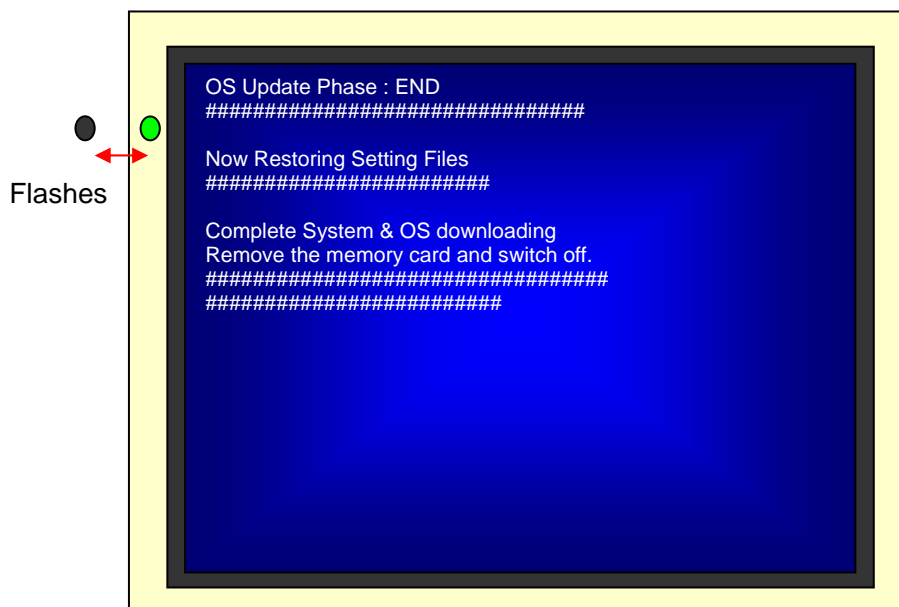 OS Update Phase : END
################################
Now Restoring Setting Files
########################
Complete System & OS downloading
Remove the memory card and switch off.
##################################
#########################
Flashes